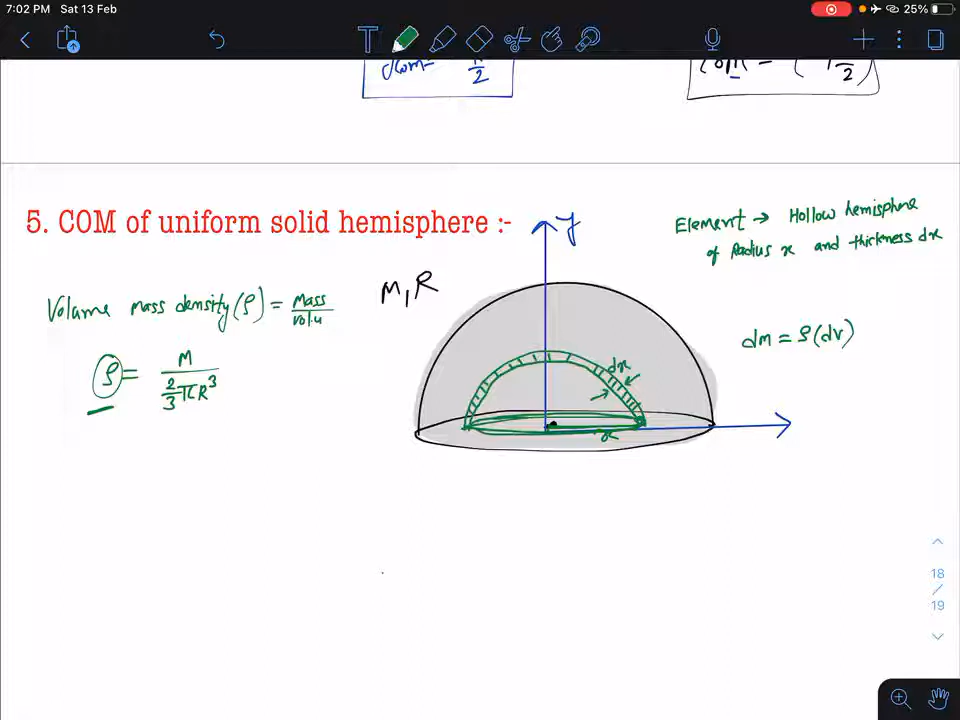 7:02 PM Sat 13 Feb
25%
5. COM of uniform solid hemisphere :-
y
Element → Hollow hemisphere
of Radius x and thickness dx
M, R
Volume mass density (ρ) = Mass
dm = ρ(dv)
ρ = M
2/3 πR³
dx
x
18
/
19